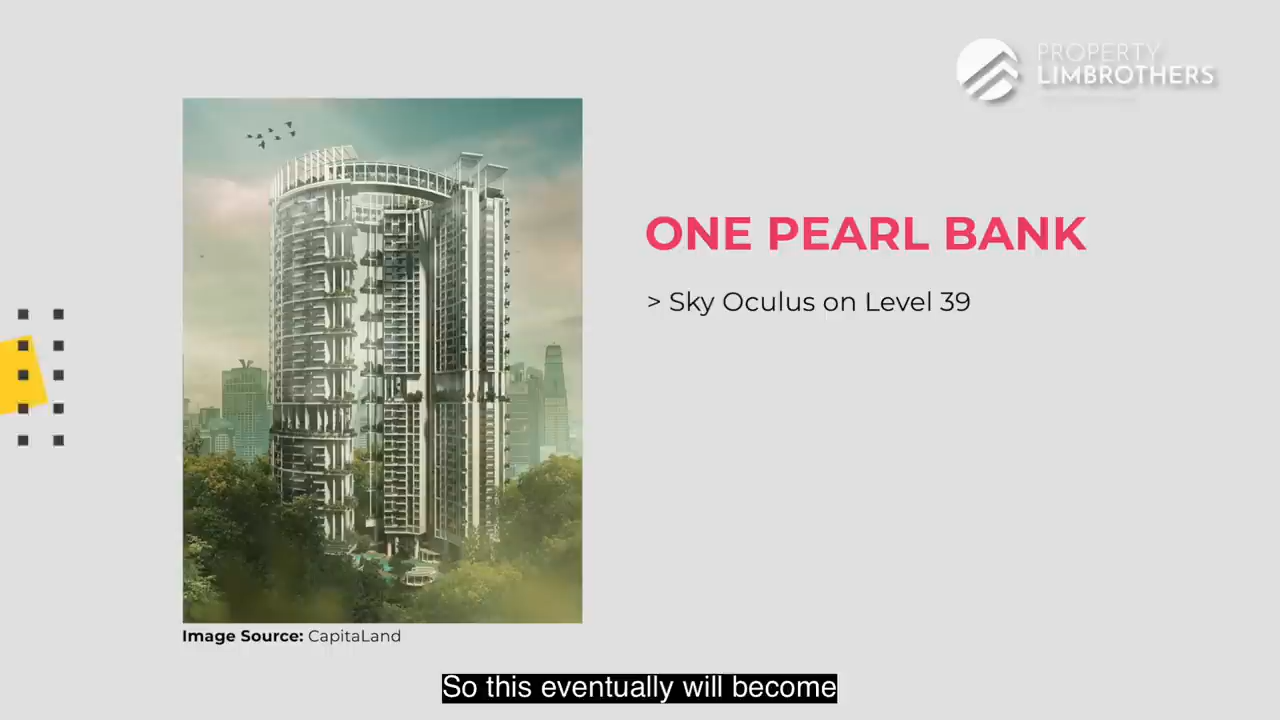 PROPERTY
LIMBROTHERS
ONE PEARL BANK
> Sky Oculus on Level 39
Image Source: CapitaLand
So this eventually will become